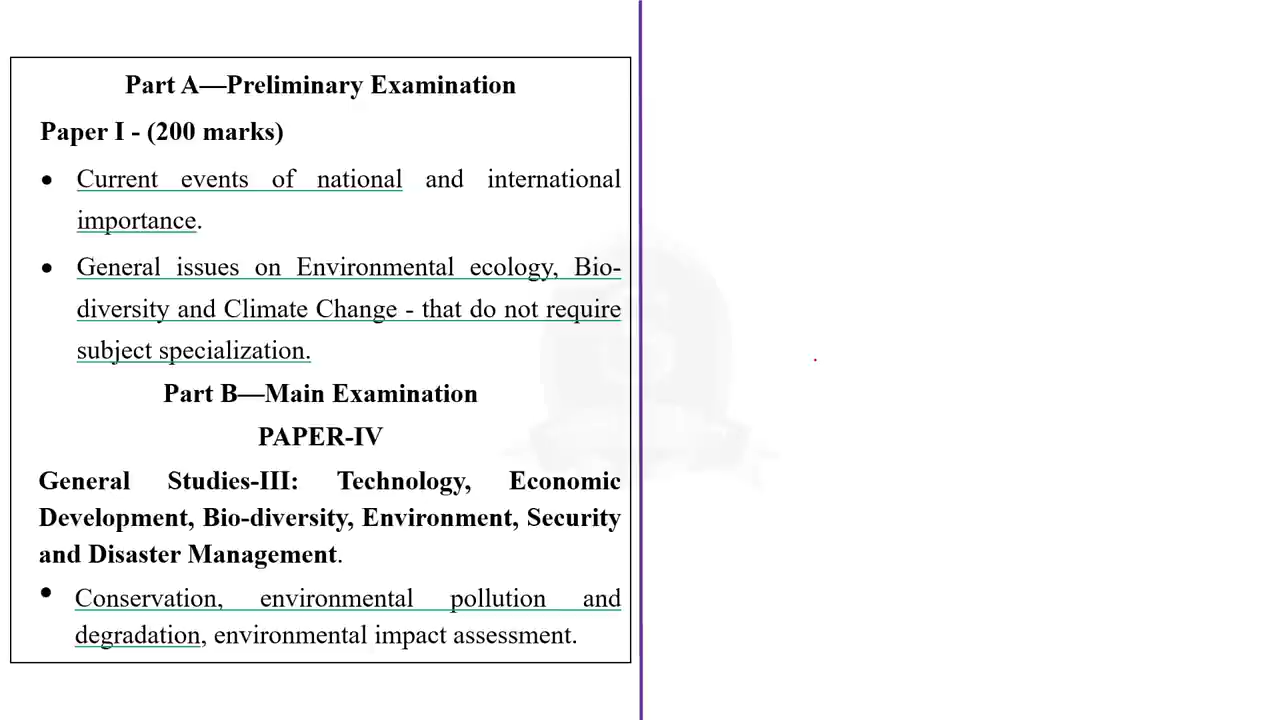 Part A—Preliminary Examination
Paper I - (200 marks)
• Current events of national and international
importance.
• General issues on Environmental ecology, Bio-
diversity and Climate Change - that do not require
subject specialization.
Part B—Main Examination
PAPER-IV
General Studies-III: Technology, Economic
Development, Bio-diversity, Environment, Security
and Disaster Management.
• Conservation, environmental pollution and
degradation, environmental impact assessment.